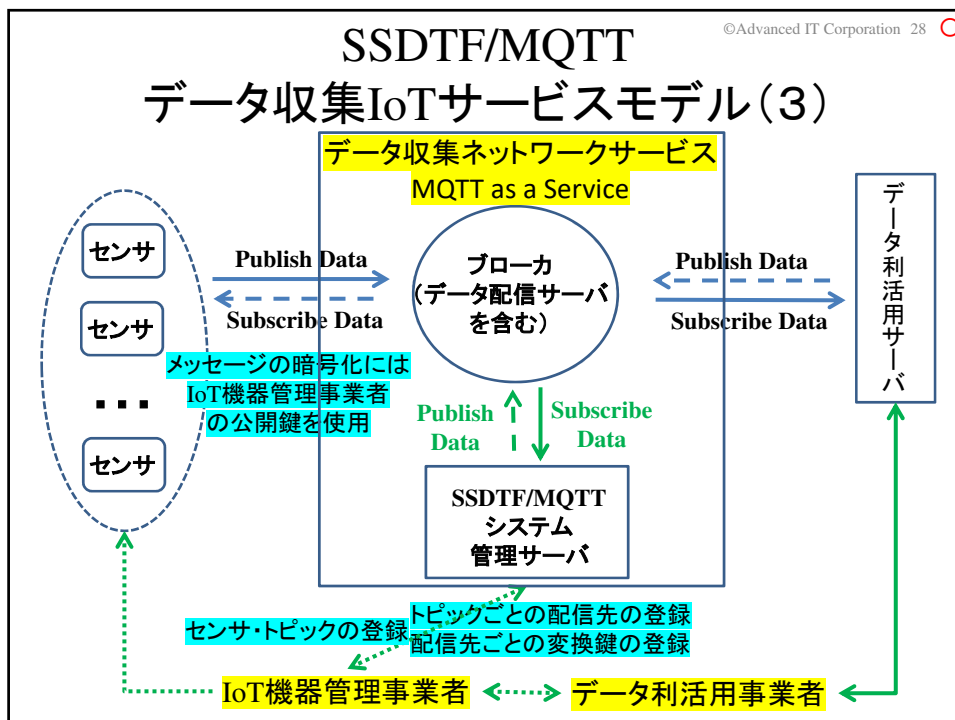 ©Advanced IT Corporation 28
SSDTF/MQTT
データ収集IoTサービスモデル(3)
データ収集ネットワークサービス
MQTT as a Service
センサ
センサ
・・・
センサ
Publish Data
Subscribe Data
メッセージの暗号化には
IoT機器管理事業者
の公開鍵を使用
ブローカ
(データ配信サーバ
を含む)
Publish Data
Subscribe Data
データ利活用サーバ
Publish
Data
Subscribe
Data
SSDTF/MQTT
システム
管理サーバ
センサ・トピックの登録
トピックごとの配信先の登録
配信先ごとの変換鍵の登録
IoT機器管理事業者
データ利活用事業者